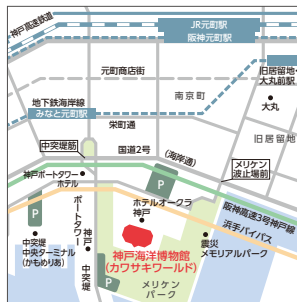 神戸高速鉄道
JR元町駅
阪神元町駅
元町商店街
旧居留地・
大丸前駅
南京町
大丸
地下鉄海岸線
みなと元町駅
栄町通
旧居留地
中突堤前
国道2号
(海岸通)
メリケン
波止場前
神戸ポートタワー
ホテル
P
P
ホテルオークラ
神戸
阪神高速3号神戸線
浜手バイパス
ポートタワー
神戸
中突堤
中突堤
中央ターミナル
(かもめりあ)
神戸海洋博物館
(カワサキワールド)
震災
メモリアルパーク
P
メリケン
パーク